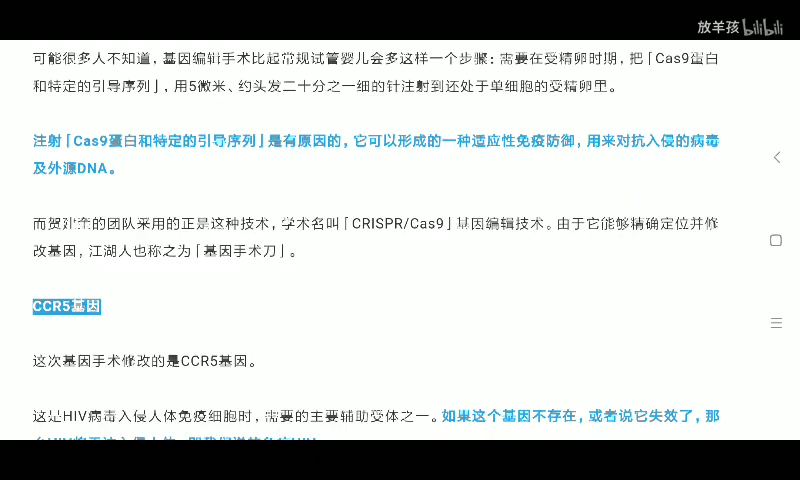 放羊孩 bilibili
可能很多人不知道，基因编辑手术比起常规试管婴儿会多这样一个步骤：需要在受精卵时期，把「Cas9蛋白
和特定的引导序列」，用5微米、约头发二十分之一细的针注射到还处于单细胞的受精卵里。
注射「Cas9蛋白和特定的引导序列」是有原因的，它可以形成的一种适应性免疫防御，用来对抗入侵的病毒
及外源DNA。
而贺建奎的团队采用的正是这种技术，学术名叫「CRISPR/Cas9」基因编辑技术。由于它能够精确定位并修
改基因，江湖人也称之为「基因手术刀」。
CCR5基因
这次基因手术修改的是CCR5基因。
这是HIV病毒入侵人体免疫细胞时，需要的主要辅助受体之一。如果这个基因不存在，或者说它失效了，那